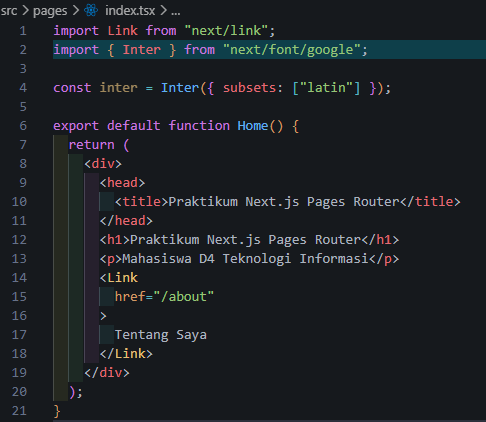 src > pages > index.tsx > ...
1 import Link from "next/link";
2 import { Inter } from "next/font/google";
3
4 const inter = Inter({ subsets: ["latin"] });
5
6 export default function Home() {
7   return (
8     <div>
9       <head>
10         <title>Praktikum Next.js Pages Router</title>
11       </head>
12       <h1>Praktikum Next.js Pages Router</h1>
13       <p>Mahasiswa D4 Teknologi Informasi</p>
14       <Link
15         href="/about"
16       >
17         Tentang Saya
18       </Link>
19     </div>
20   );
21 }